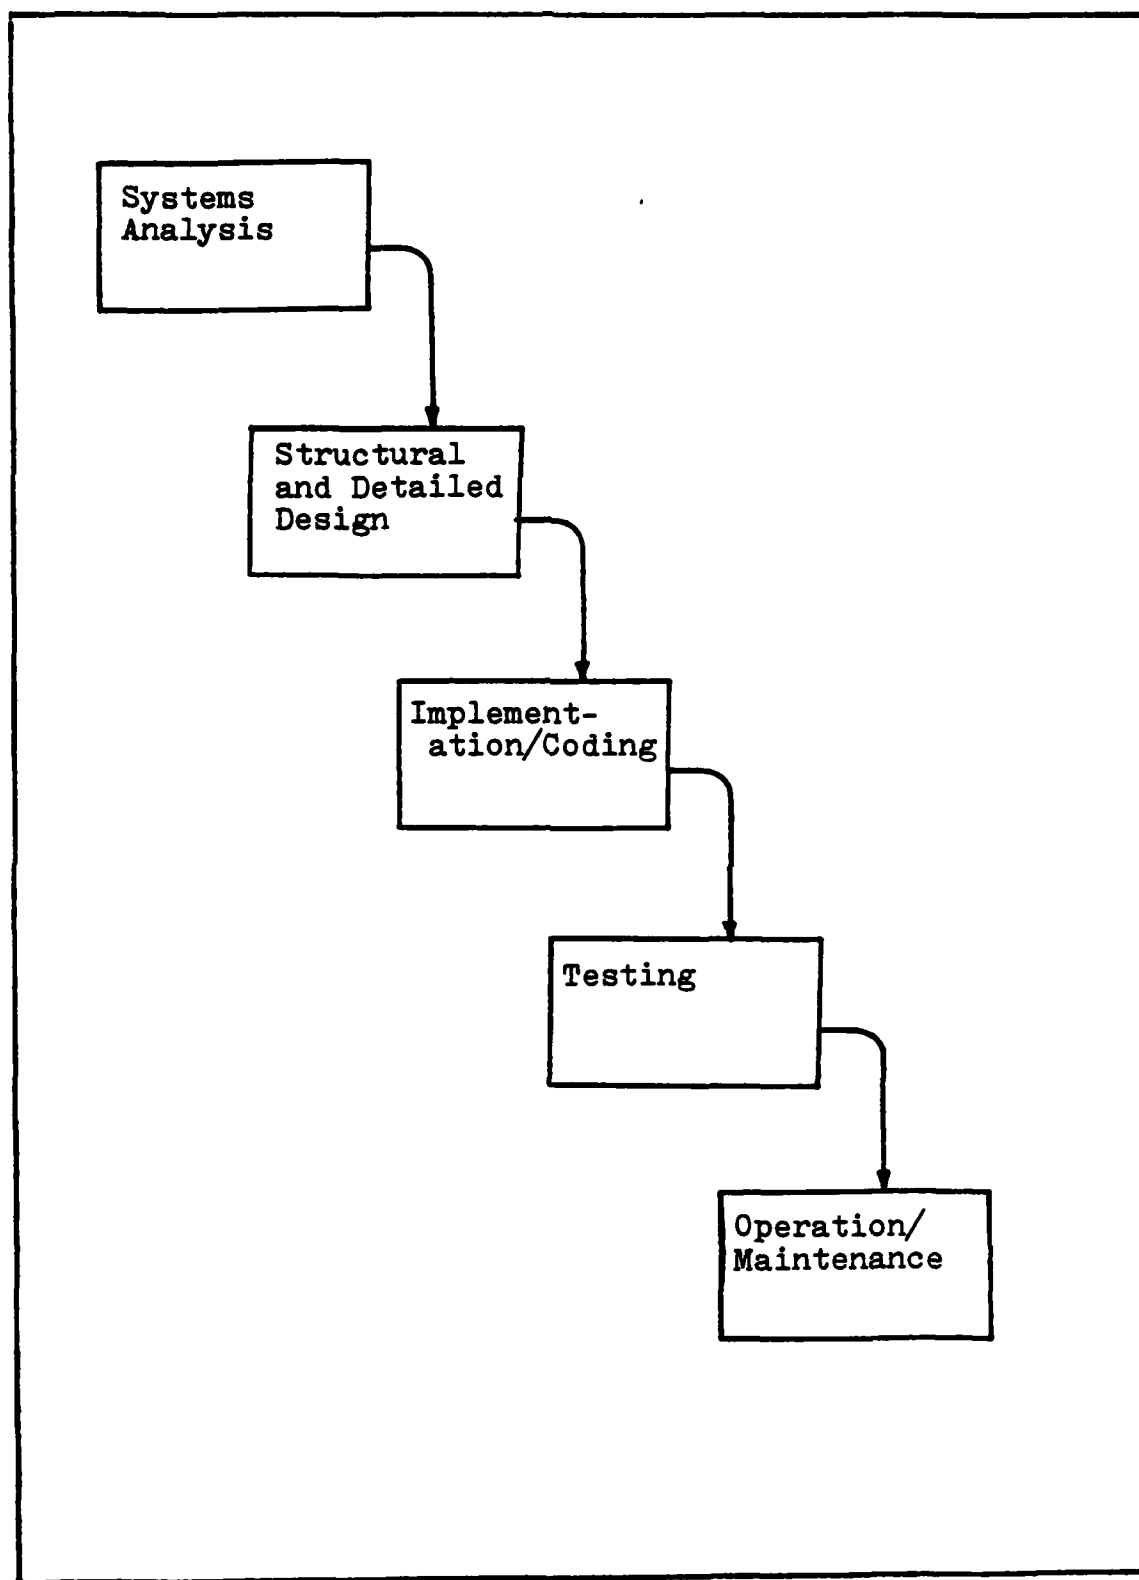 Systems
Analysis
Structural
and Detailed
Design
Implement-
ation/Coding
Testing
Operation/
Maintenance